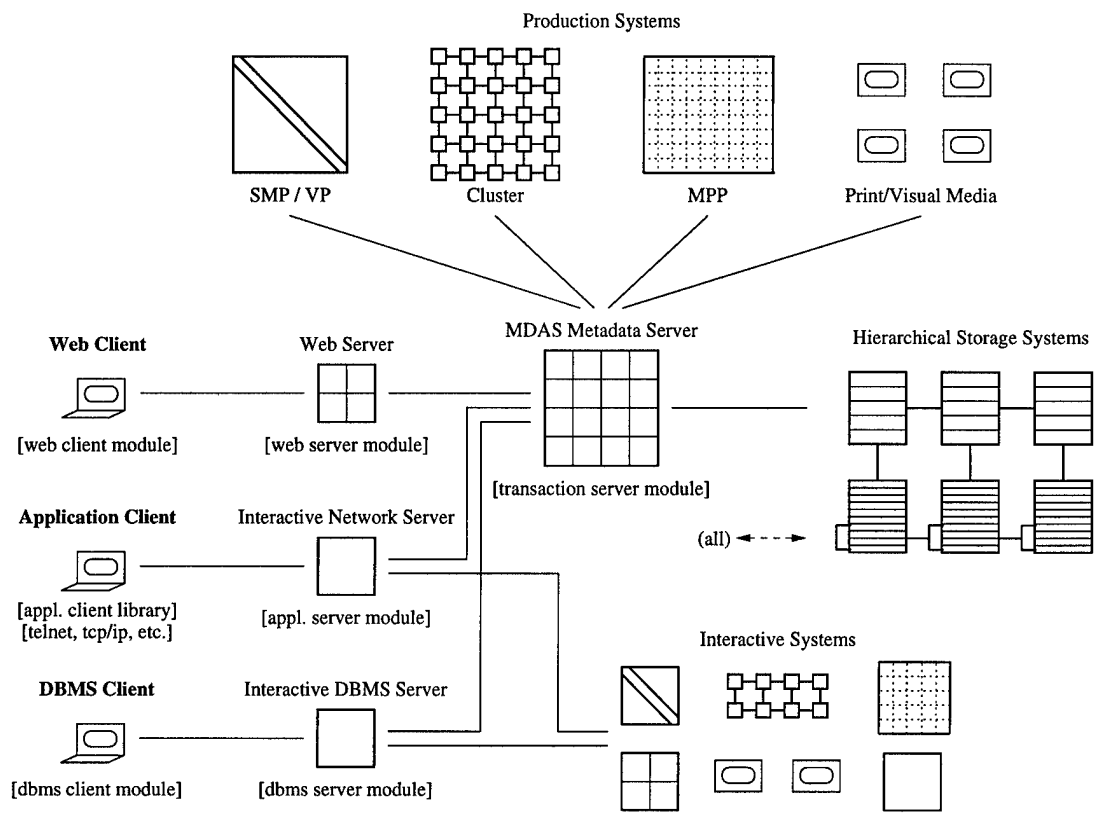 Production Systems
SMP / VP
Cluster
MPP
Print/Visual Media
MDAS Metadata Server
Web Client
Web Server
Hierarchical Storage Systems
[web client module]
[web server module]
[transaction server module]
Application Client
Interactive Network Server
(all)
[appl. client library]
[telnet, tcp/ip, etc.]
[appl. server module]
Interactive Systems
DBMS Client
Interactive DBMS Server
[dbms client module]
[dbms server module]